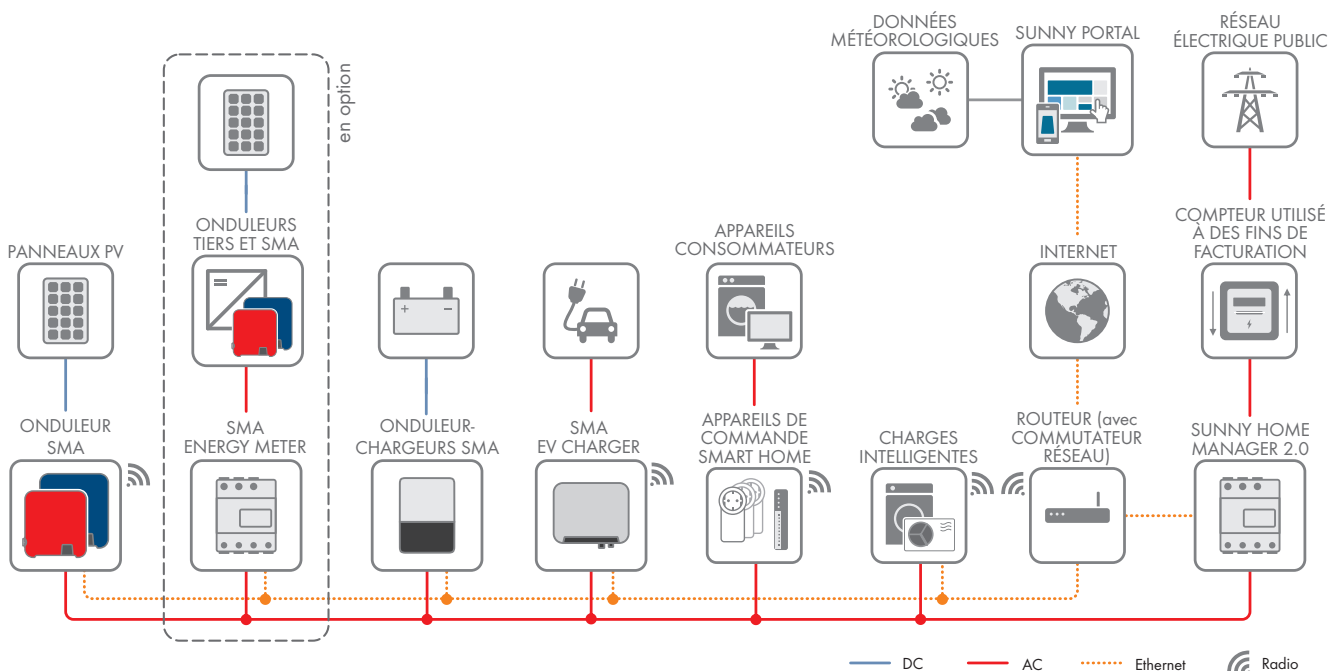 DONNÉES
MÉTÉOROLOGIQUES
SUNNY PORTAL
RÉSEAU
ÉLECTRIQUE PUBLIC
en option
PANNEAUX PV
ONDULEURS
TIERS ET SMA
APPAREILS
CONSOMMATEURS
INTERNET
COMPTEUR UTILISÉ
À DES FINS DE
FACTURATION
+ −
ONDULEUR
SMA
SMA
ENERGY METER
ONDULEUR-
CHARGEURS SMA
SMA
EV CHARGER
APPAREILS DE
COMMANDE
SMART HOME
CHARGES
INTELLIGENTES
ROUTEUR (avec
COMMUTATEUR
RÉSEAU)
SUNNY HOME
MANAGER 2.0
DC
AC
Ethernet
Radio